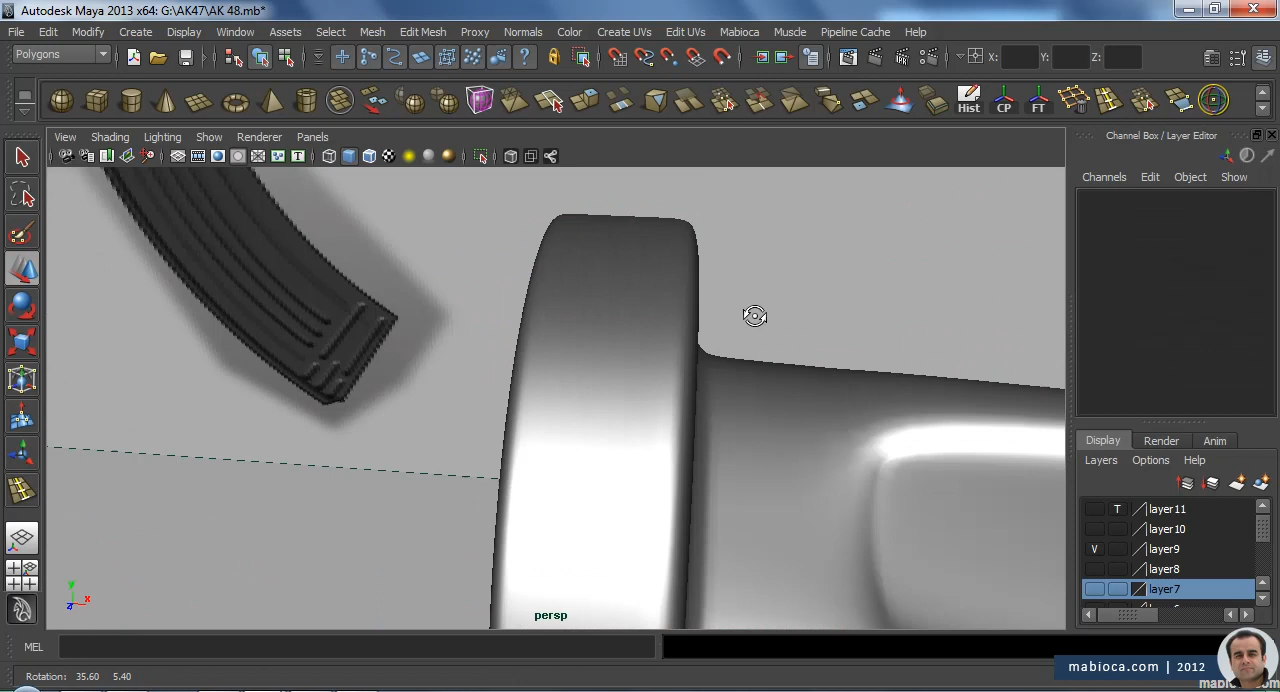 Autodesk Maya 2013 x64: G:\AK47\AK 48.mb*
File Edit Modify Create Display Window Assets Select Mesh Edit Mesh Proxy Normals Color Create UVs Edit UVs Mabioca Muscle Pipeline Cache Help
Polygons X: Y: Z:
Hist CP FT
View Shading Lighting Show Renderer Panels
Channel Box / Layer Editor
Channels Edit Object Show
persp
y
x
z
Display Render Anim
Layers Options Help
T layer11
layer10
V layer9
layer8
layer7
MEL
mabioca.com | 2012
Rotation: 35.60 5.40
mabioca.com